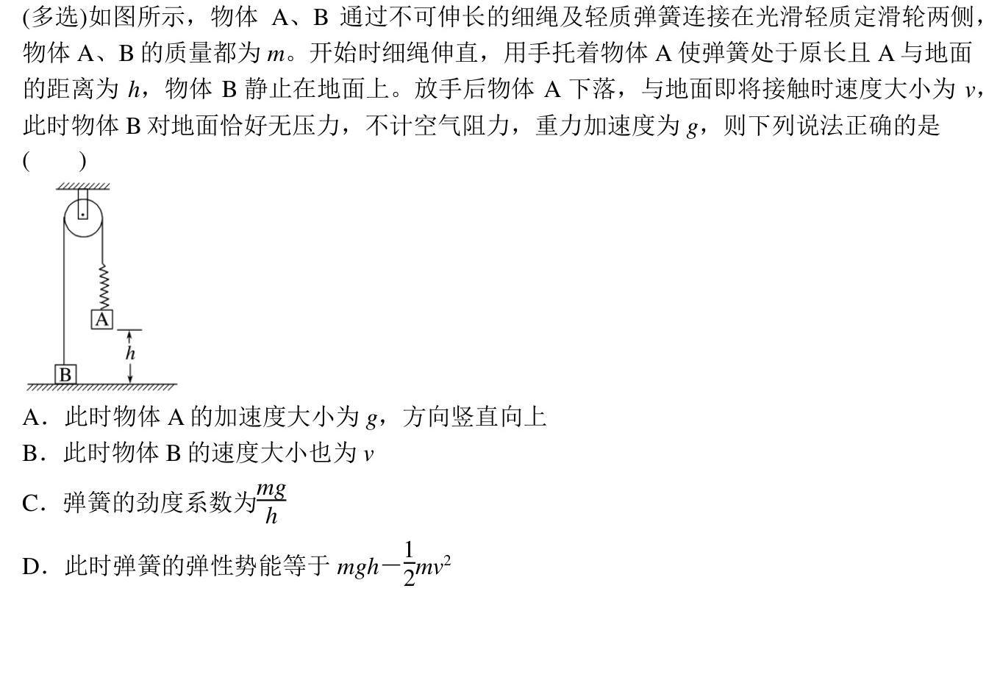 (多选)如图所示，物体 A、B 通过不可伸长的细绳及轻质弹簧连接在光滑轻质定滑轮两侧，
物体 A、B 的质量都为 m。开始时细绳伸直，用手托着物体 A 使弹簧处于原长且 A 与地面
的距离为 h，物体 B 静止在地面上。放手后物体 A 下落，与地面即将接触时速度大小为 v，
此时物体 B 对地面恰好无压力，不计空气阻力，重力加速度为 g，则下列说法正确的是
(  )
A
h
B
A．此时物体 A 的加速度大小为 g，方向竖直向上
B．此时物体 B 的速度大小也为 v
C．弹簧的劲度系数为$\frac{mg}{h}$
D．此时弹簧的弹性势能等于 mgh－$\frac{1}{2}$mv²